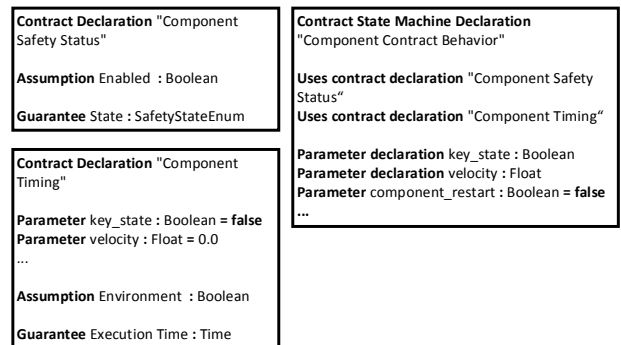 Contract Declaration "Component
Safety Status"
Assumption Enabled : Boolean
Guarantee State : SafetyStateEnum
Contract Declaration "Component
Timing"
Parameter key_state : Boolean = false
Parameter velocity : Float = 0.0
...
Assumption Environment : Boolean
Guarantee Execution Time : Time
Contract State Machine Declaration
"Component Contract Behavior"
Uses contract declaration "Component Safety
Status“
Uses contract declaration "Component Timing“
Parameter declaration key_state : Boolean
Parameter declaration velocity : Float
Parameter component_restart : Boolean = false
...